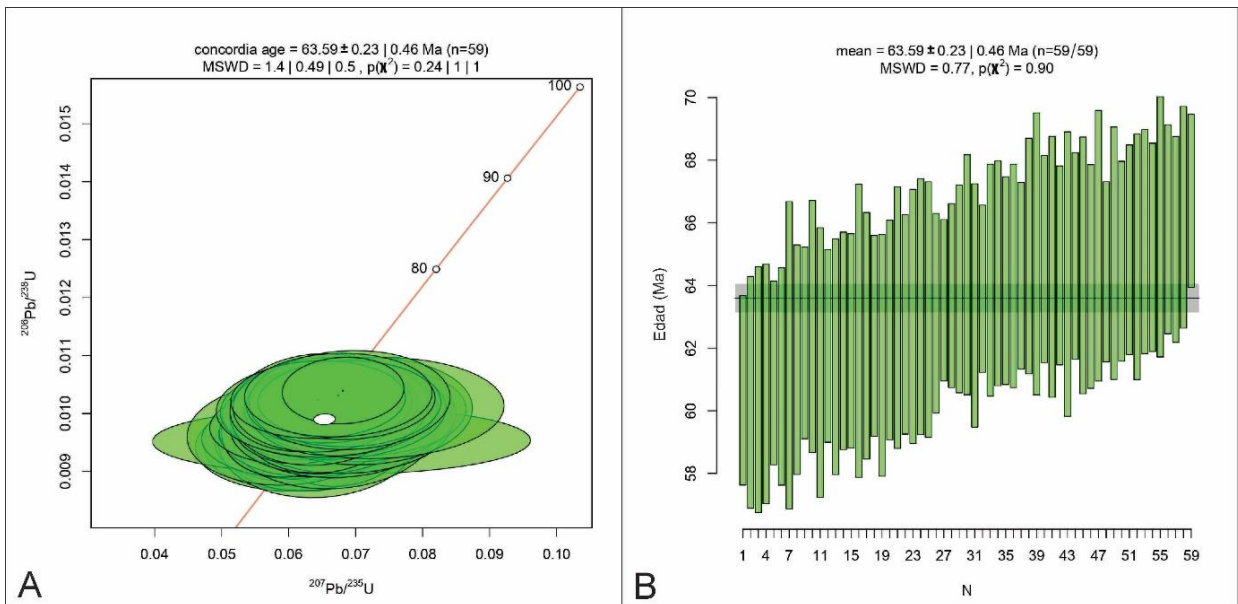 concordia age = 63.59 ± 0.23 | 0.46 Ma (n=59)
MSWD = 1.4 | 0.49 | 0.5 , p(χ²) = 0.24 | 1 | 1
100
90
80
0.015
0.014
0.013
0.012
0.011
0.010
0.009
²⁰⁶Pb/²³⁸U
0.04 0.05 0.06 0.07 0.08 0.09 0.10
²⁰⁷Pb/²³⁵U
A
mean = 63.59 ± 0.23 | 0.46 Ma (n=59/59)
MSWD = 0.77, p(χ²) = 0.90
70
68
66
64
62
60
58
Edad (Ma)
1 4 7 11 15 19 23 27 31 35 39 43 47 51 55 59
N
B